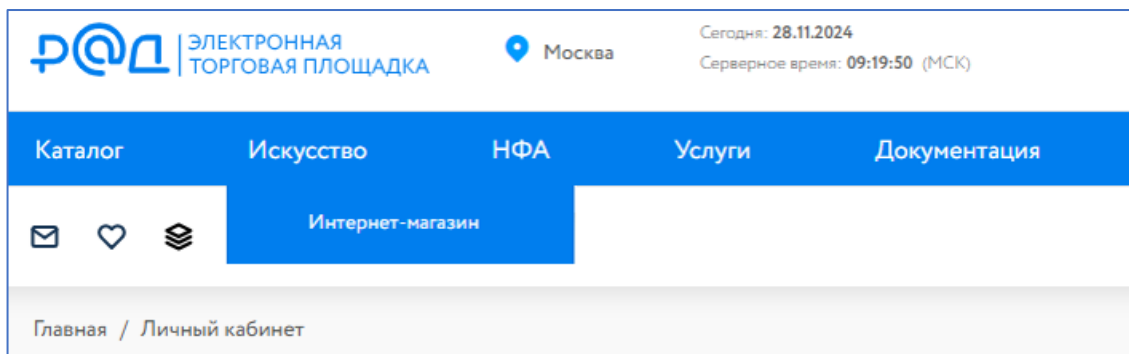 р@д ЭЛЕКТРОННАЯ
ТОРГОВАЯ ПЛОЩАДКА
Москва
Сегодня: 28.11.2024
Серверное время: 09:19:50 (МСК)
Каталог Искусство НФА Услуги Документация
Интернет-магазин
Главная / Личный кабинет